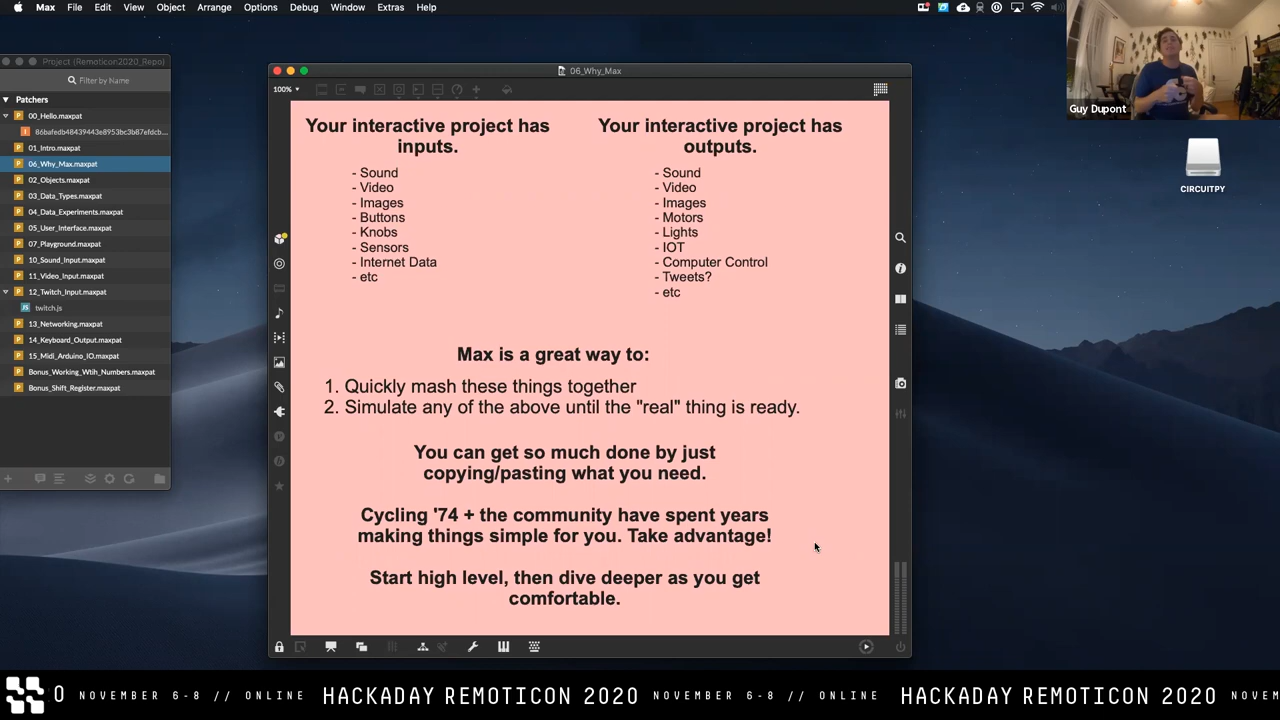 Max File Edit View Object Arrange Options Debug Window Extras Help
Guy Dupont
Project (Remoticon2020_Repo)
Filter by Name
Patchers
00_Hello.maxpat
86bafedb48439443e8953bc3b87efdcb...
01_Intro.maxpat
06_Why_Max.maxpat
02_Objects.maxpat
03_Data_Types.maxpat
04_Data_Experiments.maxpat
05_User_Interface.maxpat
07_Playground.maxpat
10_Sound_Input.maxpat
11_Video_Input.maxpat
12_Twitch_Input.maxpat
twitch.js
13_Networking.maxpat
14_Keyboard_Output.maxpat
15_Midi_Arduino_IO.maxpat
Bonus_Working_Wtih_Numbers.maxpat
Bonus_Shift_Register.maxpat
06_Why_Max
100%
Your interactive project has
inputs.
- Sound
- Video
- Images
- Buttons
- Knobs
- Sensors
- Internet Data
- etc
Your interactive project has
outputs.
- Sound
- Video
- Images
- Motors
- Lights
- IOT
- Computer Control
- Tweets?
- etc
Max is a great way to:
1. Quickly mash these things together
2. Simulate any of the above until the "real" thing is ready.
You can get so much done by just
copying/pasting what you need.
Cycling '74 + the community have spent years
making things simple for you. Take advantage!
Start high level, then dive deeper as you get
comfortable.
CIRCUITPY
0 NOVEMBER 6-8 // ONLINE HACKADAY REMOTICON 2020 NOVEMBER 6-8 // ONLINE HACKADAY REMOTICON 2020 NOVEM